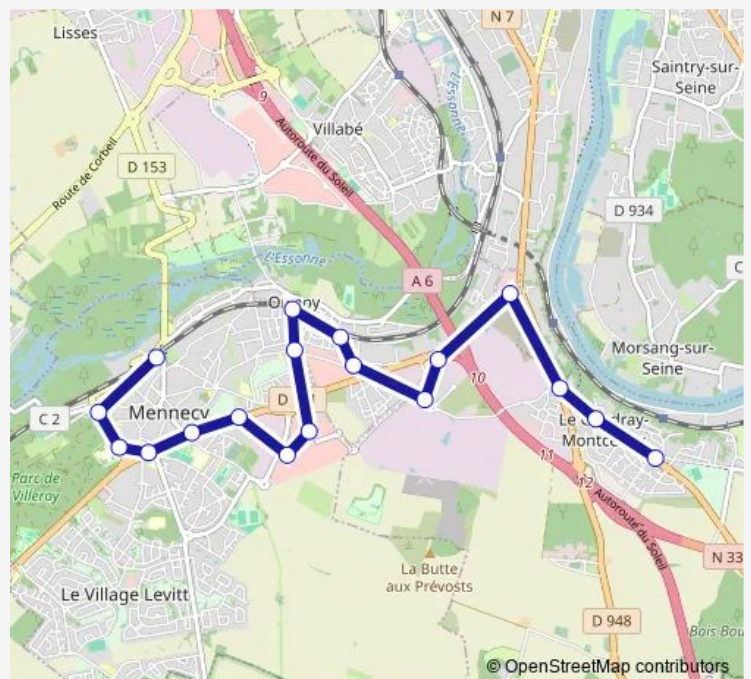 N 7
Lisses
Saintry-sur-
Seine
9
Villabé
Autoroute du Soleil
Route de Corbeil
D 153
D 934
l'Essonne
A 6
Morsang-sur-
Seine
10
C 2
Mennecy
11
12
Parc de
Villeroy
Autoroute du Soleil
La Butte
aux Prévosts
N 33
Le Village Levitt
D 948
© OpenStreetMap contributors